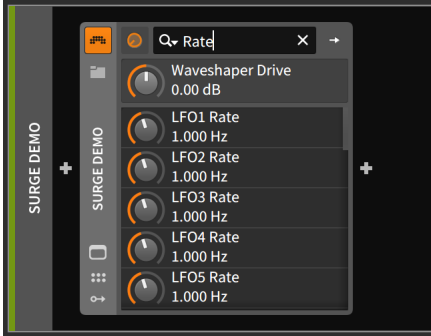 SURGE DEMO
SURGE DEMO
Rate
Waveshaper Drive
0.00 dB
LFO1 Rate
1.000 Hz
LFO2 Rate
1.000 Hz
LFO3 Rate
1.000 Hz
LFO4 Rate
1.000 Hz
LFO5 Rate
1.000 Hz